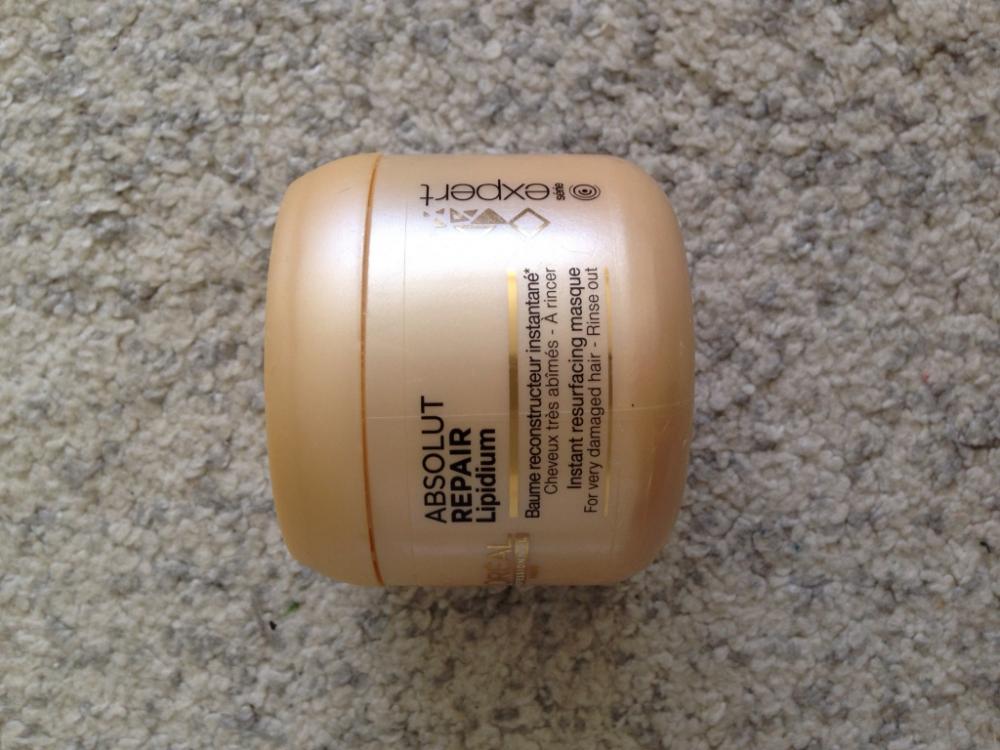 ABSOLUT
REPAIR
Lipidium
Baume reconstructeur instantané*
Cheveux très abîmés - À rincer
Instant resurfacing masque
For very damaged hair - Rinse out
série
expert